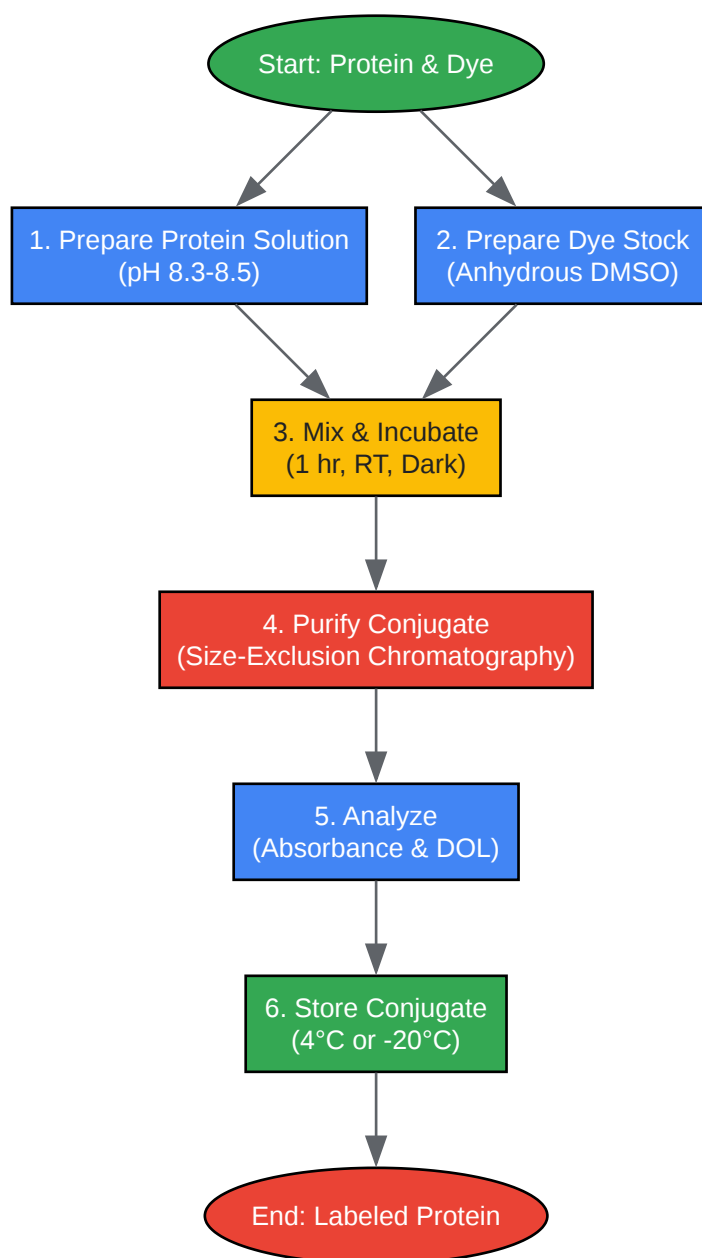 Start: Protein & Dye
1. Prepare Protein Solution
(pH 8.3-8.5)
2. Prepare Dye Stock
(Anhydrous DMSO)
3. Mix & Incubate
(1 hr, RT, Dark)
4. Purify Conjugate
(Size-Exclusion Chromatography)
5. Analyze
(Absorbance & DOL)
6. Store Conjugate
(4°C or -20°C)
End: Labeled Protein